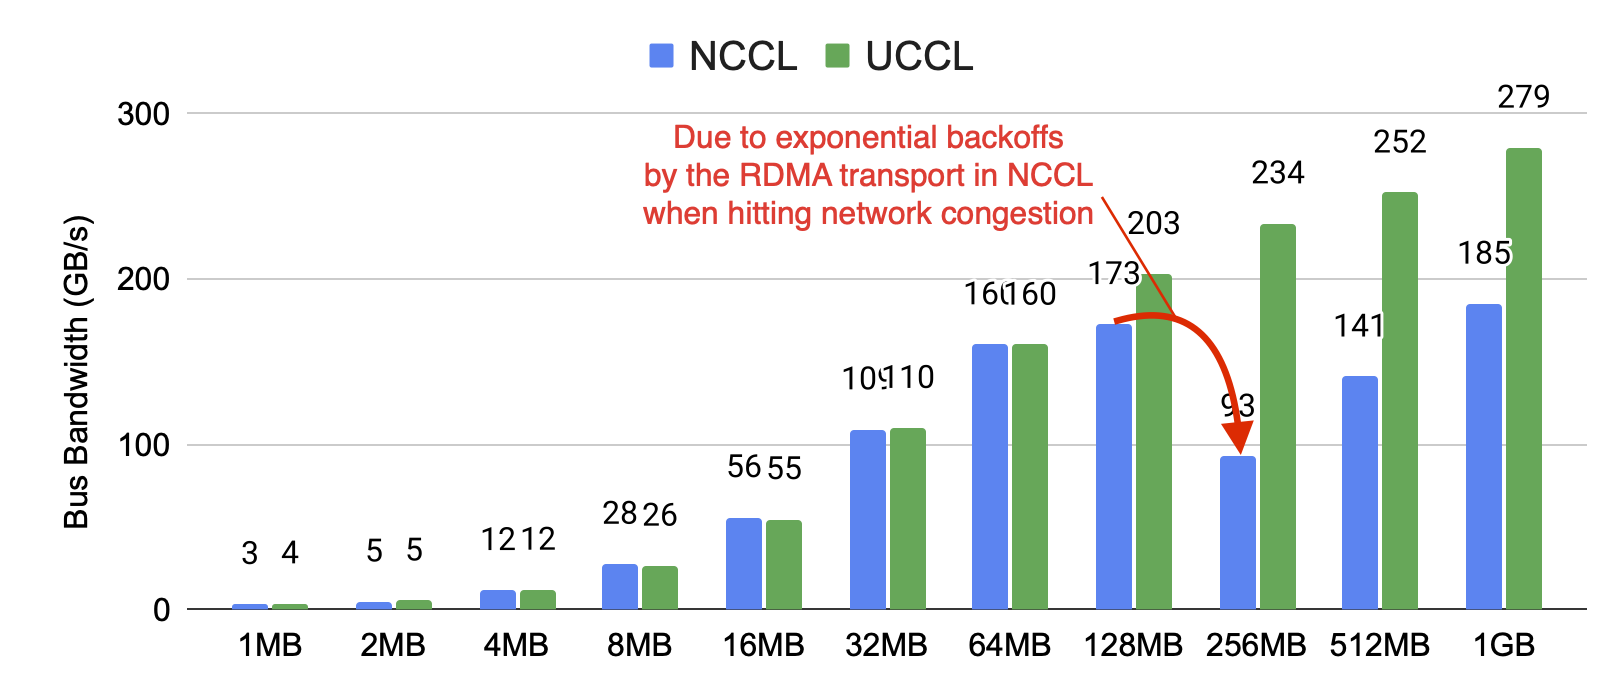 NCCL UCCL
300
200
100
0
Bus Bandwidth (GB/s)
Due to exponential backoffs
by the RDMA transport in NCCL
when hitting network congestion
3 4
5 5
12 12
28 26
56 55
109 110
160 160
173 203
93 234
141 252
185 279
1MB 2MB 4MB 8MB 16MB 32MB 64MB 128MB 256MB 512MB 1GB